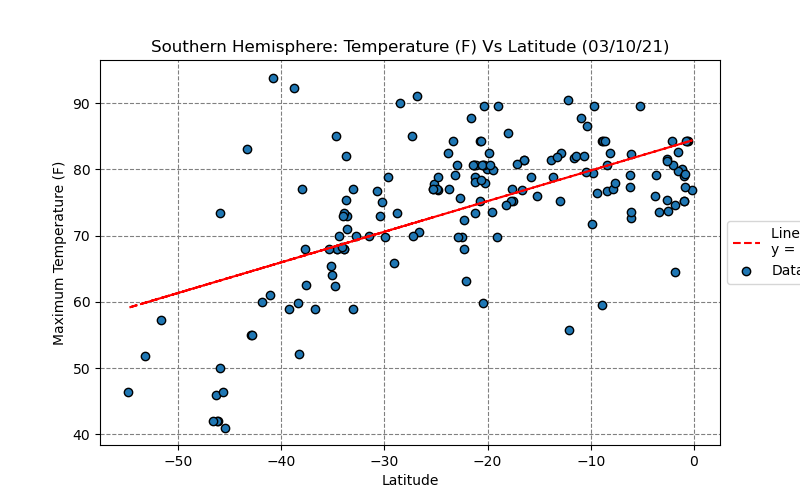 Southern Hemisphere: Temperature (F) Vs Latitude (03/10/21)
Maximum Temperature (F)
90
80
70
60
50
40
−50
−40
−30
−20
−10
0
Latitude
Line
y =
Data